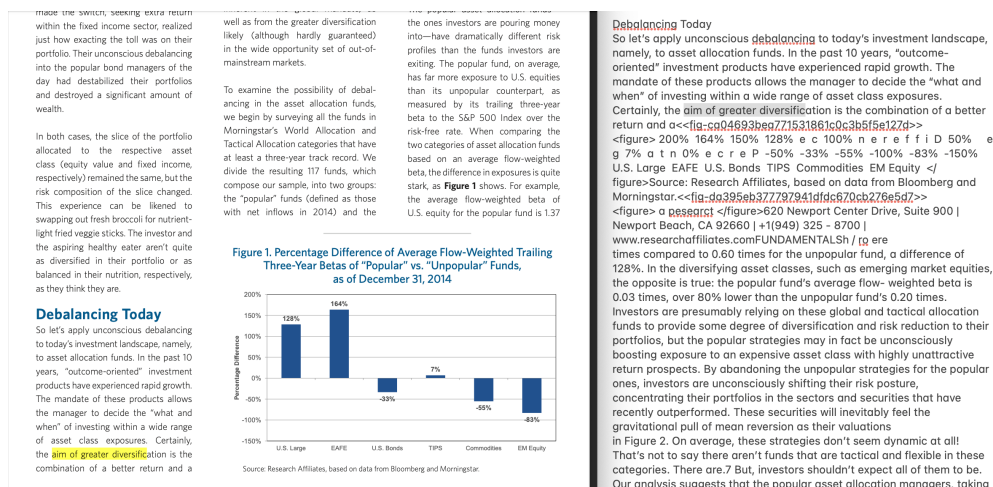 made the switch, seeking extra return
within the fixed income sector, realized
just how exacting the toll was on their
portfolio. Their unconscious debalancing
into the popular bond managers of the
day had destabilized their portfolios
and destroyed a significant amount of
wealth.
In both cases, the slice of the portfolio
allocated to the respective asset
class (equity value and fixed income,
respectively) remained the same, but the
risk composition of the slice changed.
This experience can be likened to
swapping out fresh broccoli for nutrient-
light fried veggie sticks. The investor and
the aspiring healthy eater aren't quite
as diversified in their portfolio or as
balanced in their nutrition, respectively,
as they think they are.
Debalancing Today
So let's apply unconscious debalancing
to today's investment landscape, namely,
to asset allocation funds. In the past 10
years, "outcome-oriented" investment
products have experienced rapid growth.
The mandate of these products allows
the manager to decide the "what and
when" of investing within a wide range
of asset class exposures. Certainly,
the aim of greater diversification is the
combination of a better return and a
well as from the greater diversification
likely (although hardly guaranteed)
in the wide opportunity set of out-of-
mainstream markets.
To examine the possibility of debal-
ancing in the asset allocation funds,
we begin by surveying all the funds in
Morningstar's World Allocation and
Tactical Allocation categories that have
at least a three-year track record. We
divide the resulting 117 funds, which
compose our sample, into two groups:
the "popular" funds (defined as those
with net inflows in 2014) and the
the ones investors are pouring money
into—have dramatically different risk
profiles than the funds investors are
exiting. The popular fund, on average,
has far more exposure to U.S. equities
than its unpopular counterpart, as
measured by its trailing three-year
beta to the S&P 500 Index over the
risk-free rate. When comparing the
two categories of asset allocation funds
based on an average flow-weighted
beta, the difference in exposures is quite
stark, as Figure 1 shows. For example,
the average flow-weighted beta of
U.S. equity for the popular fund is 1.37
Figure 1. Percentage Difference of Average Flow-Weighted Trailing
Three-Year Betas of "Popular" vs. "Unpopular" Funds,
as of December 31, 2014
Percentage Difference
200%
150%
100%
50%
0%
-50%
-100%
-150%
128%
164%
-33%
7%
-55%
-83%
U.S. Large EAFE U.S. Bonds TIPS Commodities EM Equity
Source: Research Affiliates, based on data from Bloomberg and Morningstar.
Debalancing Today
So let's apply unconscious debalancing to today's investment landscape,
namely, to asset allocation funds. In the past 10 years, "outcome-
oriented" investment products have experienced rapid growth. The
mandate of these products allows the manager to decide the "what and
when" of investing within a wide range of asset class exposures.
Certainly, the aim of greater diversification is the combination of a better
return and a<<fig-cg04693beg771531861c0c3b5f5e127d>>
<figure> 200% 164% 150% 128% e c 100% n e r e f f i D 50% e
g 7% a t n 0% e c r e P -50% -33% -55% -100% -83% -150%
U.S. Large EAFE U.S. Bonds TIPS Commodities EM Equity </
figure>Source: Research Affiliates, based on data from Bloomberg and
Morningstar.<<fig-dg395eb377797941dfdc670cb276e5d7>>
<figure> a pesearct </figure>620 Newport Center Drive, Suite 900 |
Newport Beach, CA 92660 | +1(949) 325 - 8700 |
www.researchaffiliates.comFUNDAMENTALSh / ro ere
times compared to 0.60 times for the unpopular fund, a difference of
128%. In the diversifying asset classes, such as emerging market equities,
the opposite is true: the popular fund's average flow- weighted beta is
0.03 times, over 80% lower than the unpopular fund's 0.20 times.
Investors are presumably relying on these global and tactical allocation
funds to provide some degree of diversification and risk reduction to their
portfolios, but the popular strategies may in fact be unconsciously
boosting exposure to an expensive asset class with highly unattractive
return prospects. By abandoning the unpopular strategies for the popular
ones, investors are unconsciously shifting their risk posture,
concentrating their portfolios in the sectors and securities that have
recently outperformed. These securities will inevitably feel the
gravitational pull of mean reversion as their valuations
in Figure 2. On average, these strategies don't seem dynamic at all!
That's not to say there aren't funds that are tactical and flexible in these
categories. There are.7 But, investors shouldn't expect all of them to be.
Our analysis suggests that the popular asset allocation managers, taking